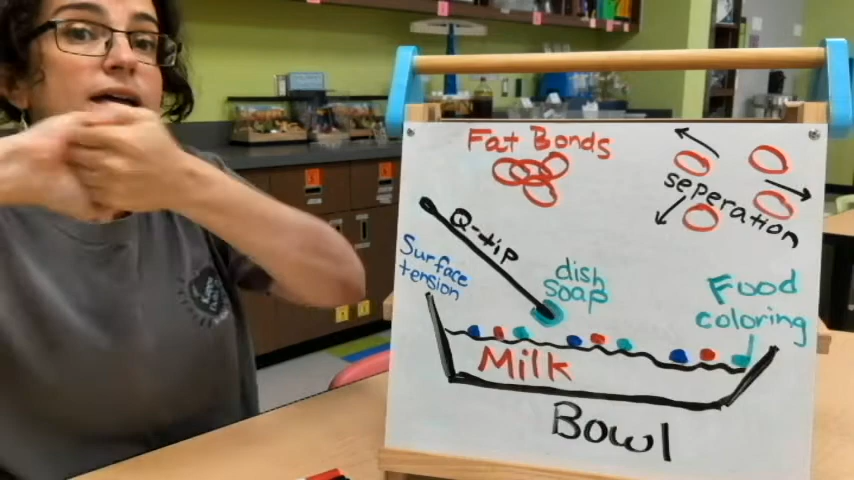 Fat Bonds
seperation
Q-tip
Surface
tension
dish
soap
Food
coloring
Milk
Bowl